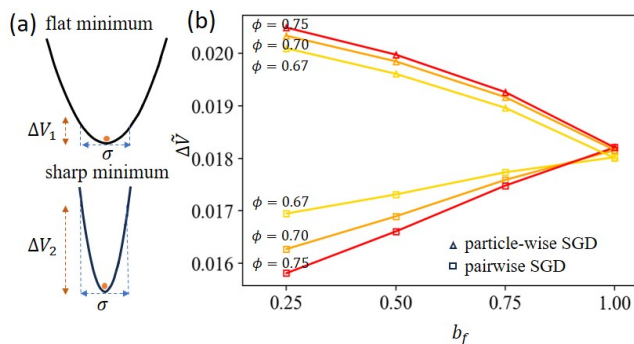 (a)
flat minimum
ΔV₁
σ
sharp minimum
ΔV₂
σ
(b)
ΔṼ
0.020
0.019
0.018
0.017
0.016
ϕ = 0.75
ϕ = 0.70
ϕ = 0.67
ϕ = 0.67
ϕ = 0.70
ϕ = 0.75
particle-wise SGD
pairwise SGD
0.25 0.50 0.75 1.00
b_f